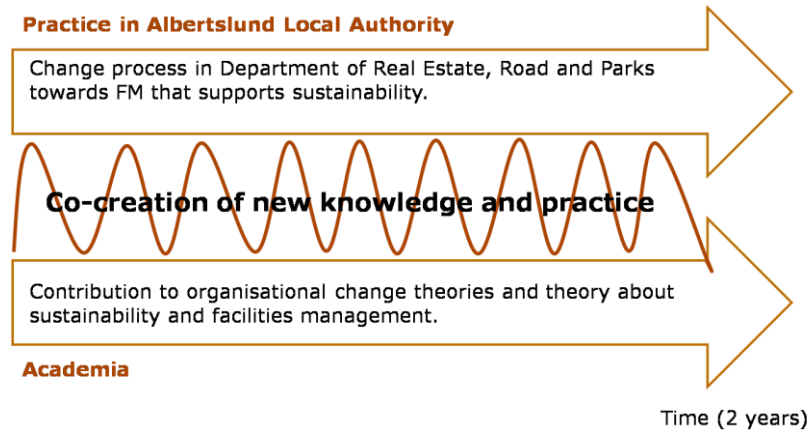 Practice in Albertslund Local Authority
Change process in Department of Real Estate, Road and Parks
towards FM that supports sustainability.
Co-creation of new knowledge and practice
Contribution to organisational change theories and theory about
sustainability and facilities management.
Academia
Time (2 years)